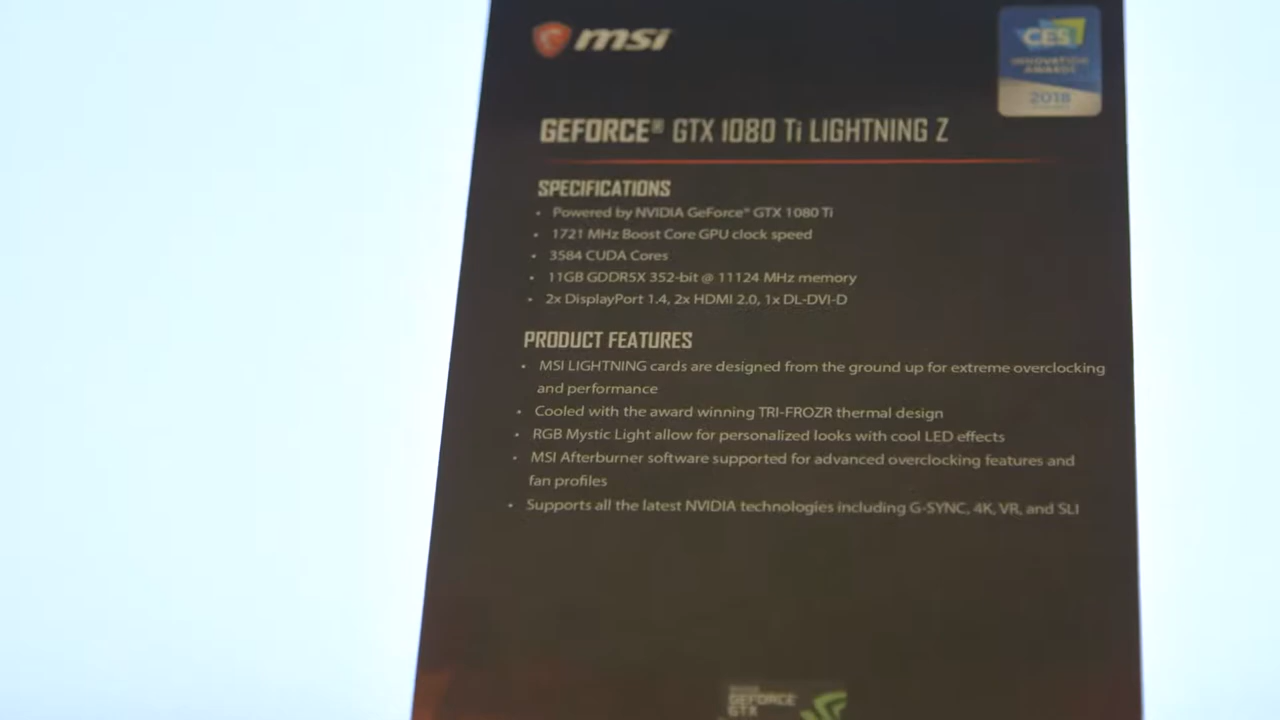 msi
CES
INNOVATION
AWARDS
2018
GEFORCE® GTX 1080 Ti LIGHTNING Z
SPECIFICATIONS
• Powered by NVIDIA GeForce® GTX 1080 Ti
• 1721 MHz Boost Core GPU clock speed
• 3584 CUDA Cores
• 11GB GDDR5X 352-bit @ 11124 MHz memory
• 2x DisplayPort 1.4, 2x HDMI 2.0, 1x DL-DVI-D
PRODUCT FEATURES
• MSI LIGHTNING cards are designed from the ground up for extreme overclocking
and performance
• Cooled with the award winning TRI-FROZR thermal design
• RGB Mystic Light allow for personalized looks with cool LED effects
• MSI Afterburner software supported for advanced overclocking features and
fan profiles
• Supports all the latest NVIDIA technologies including G-SYNC, 4K, VR, and SLI
GEFORCE
GTX